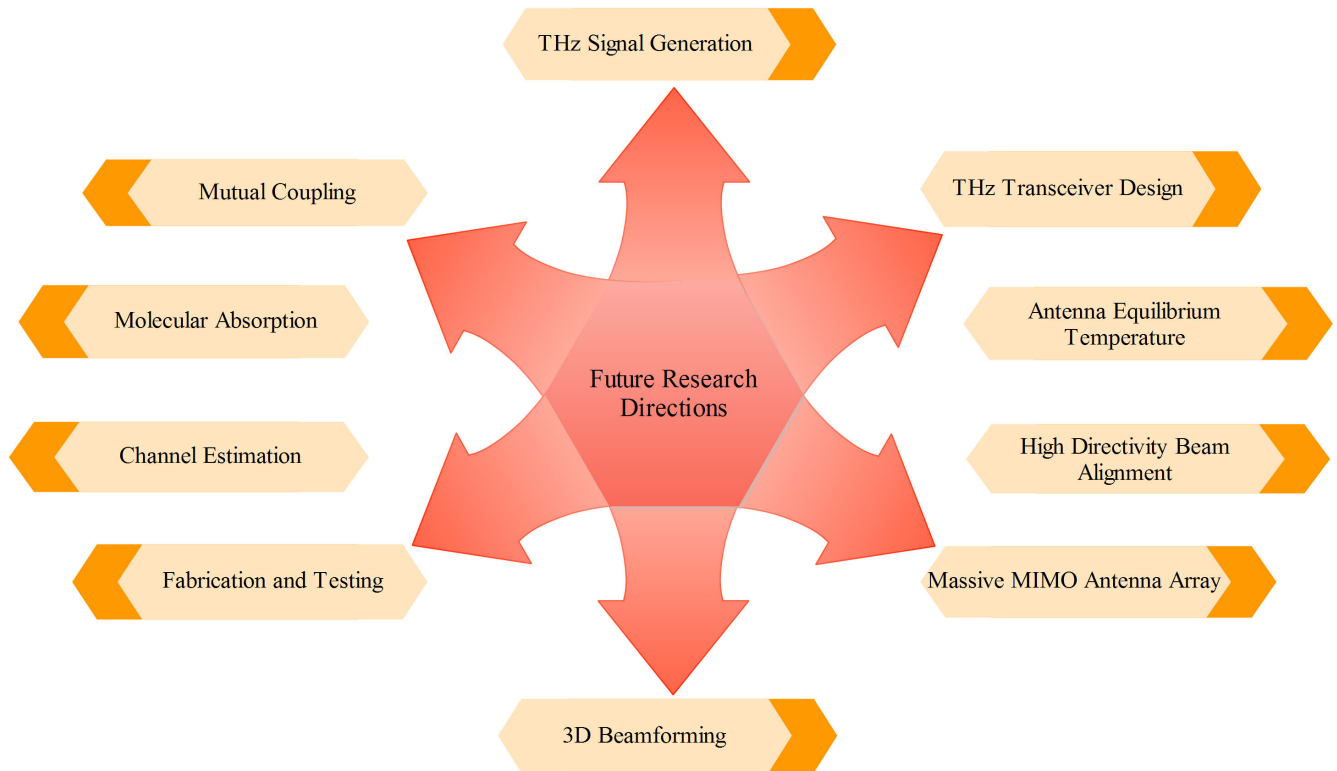 THz Signal Generation
Mutual Coupling
THz Transceiver Design
Molecular Absorption
Antenna Equilibrium
Temperature
Future Research
Directions
Channel Estimation
High Directivity Beam
Alignment
Fabrication and Testing
Massive MIMO Antenna Array
3D Beamforming